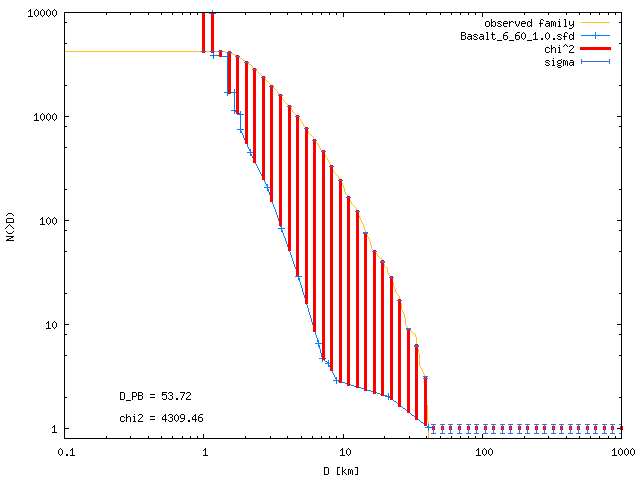 10000
observed family
Basalt_6_60_1.0.sfd
chi^2
sigma
1000
N(>D)
100
10
D_PB = 53.72
chi2 = 4309.46
1
0.1
1
10
100
1000
D [km]